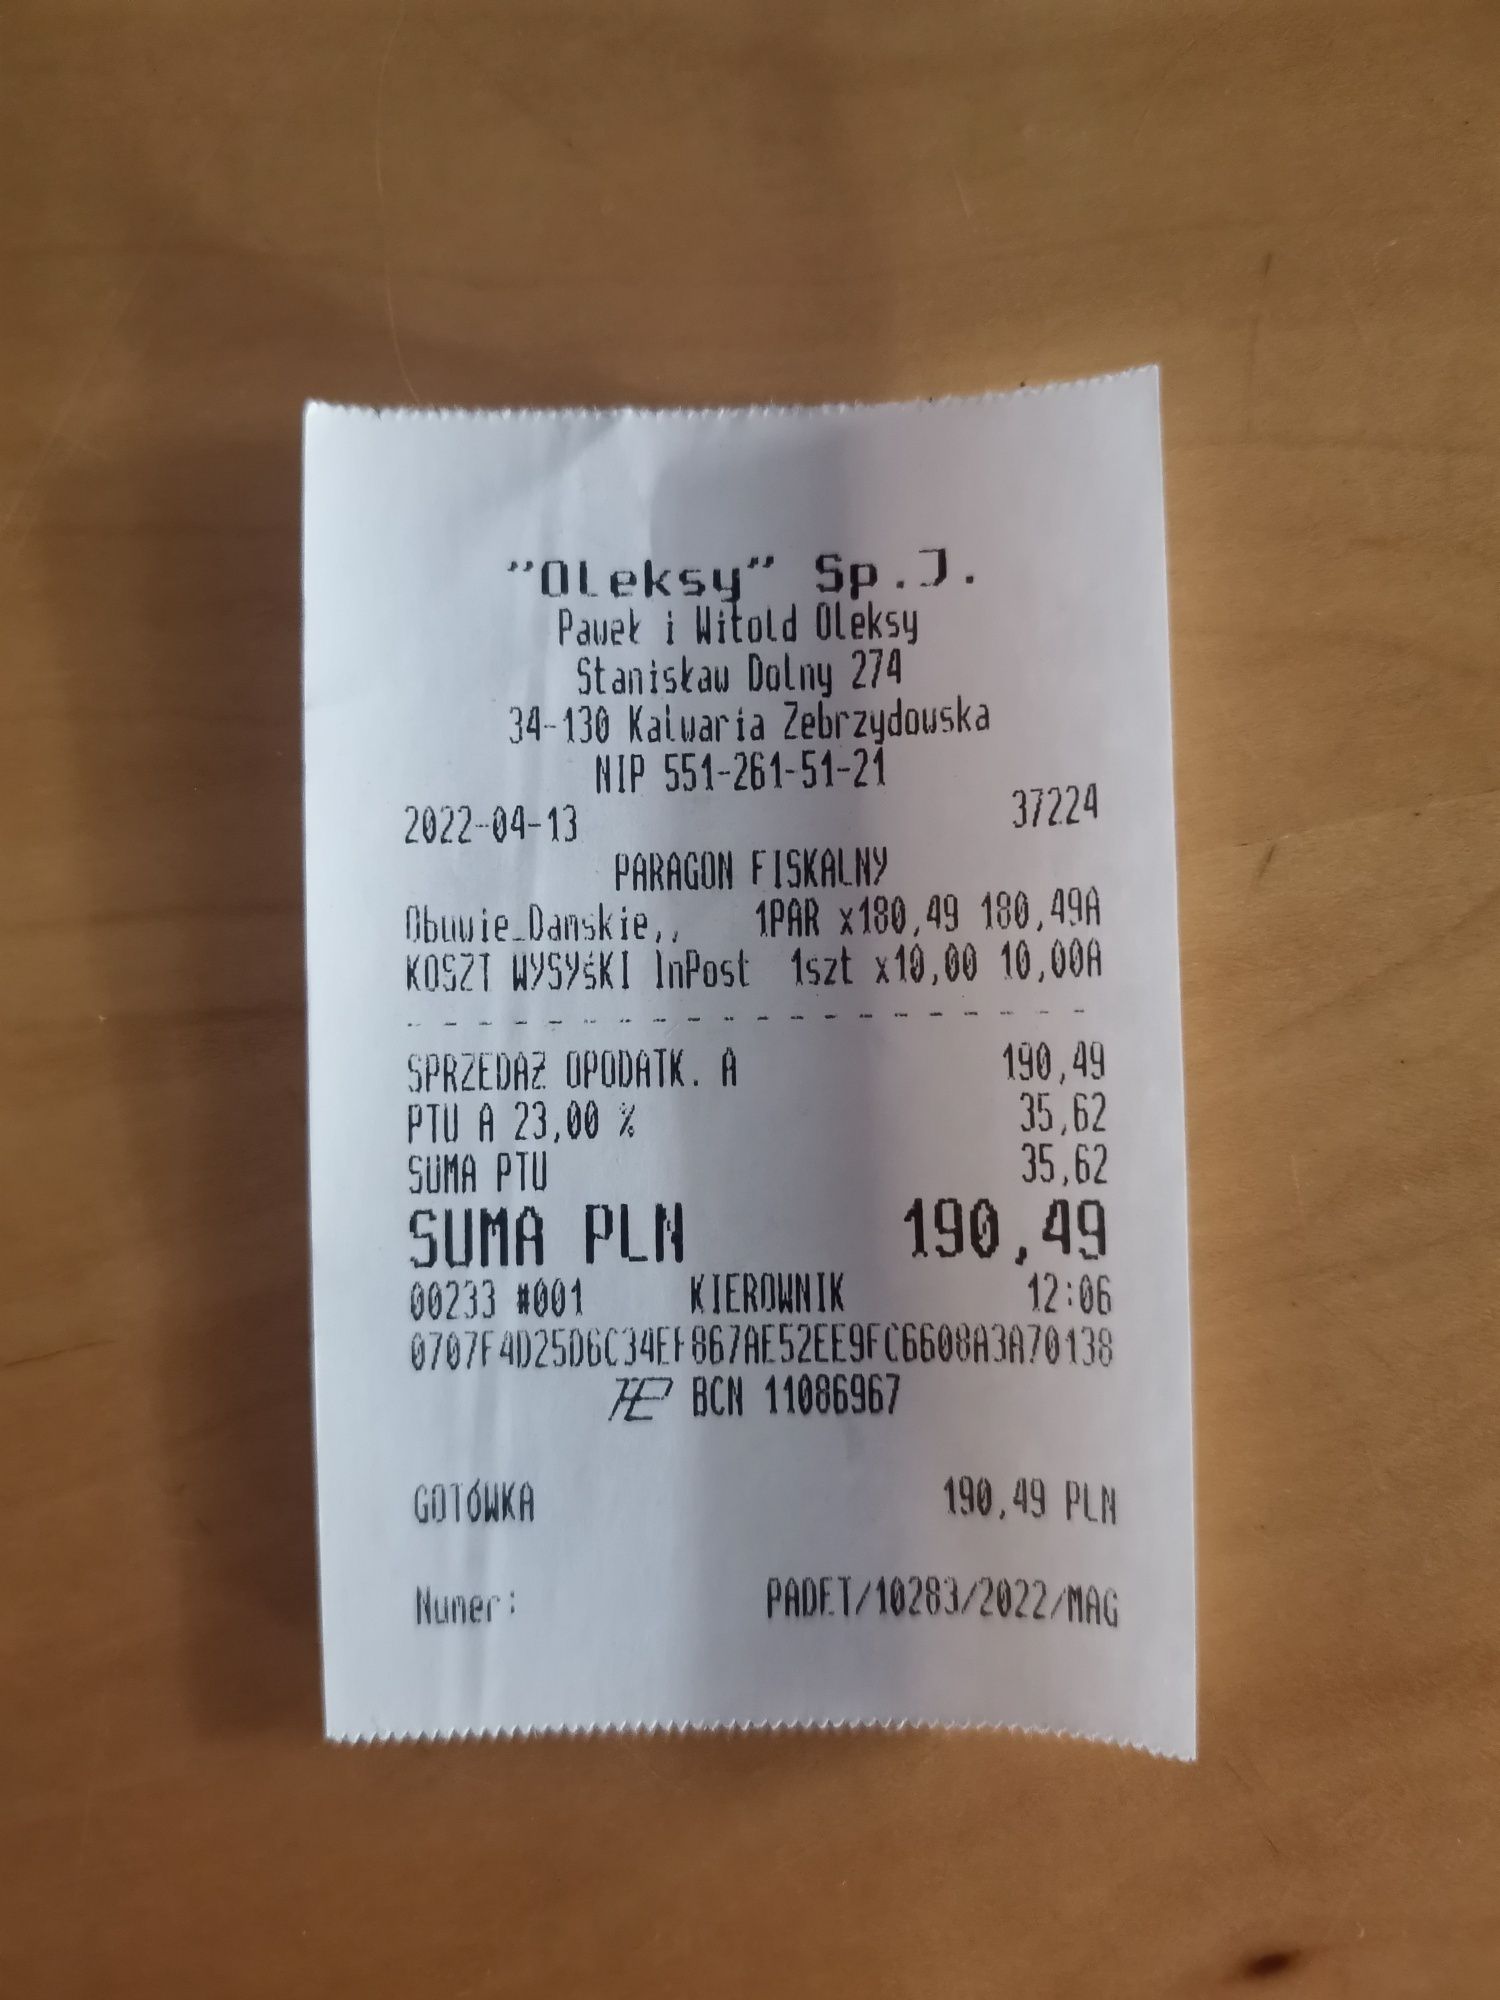 "Oleksy" Sp.J.
Paweł i Witold Oleksy
Stanisław Dolny 274
34-130 Kalwaria Zebrzydowska
NIP 551-261-51-21
2022-04-13 37224
PARAGON FISKALNY
Obuwie_Damskie,, 1PAR x180,49 180,49A
KOSZT WYSYśKI InPost 1szt x10,00 10,00A
- - - - - - - - - - - - - - - - - - - -
SPRZEDAŻ OPODATK. A 190,49
PTU A 23,00 % 35,62
SUMA PTU 35,62
SUMA PLN 190,49
00233 #001 KIEROWNIK 12:06
0707F4D25D6C34EF867AE52EE9FC6608A3A70138
BCN 11086967
GOTÓWKA 190,49 PLN
Numer: PADET/10283/2022/MAG